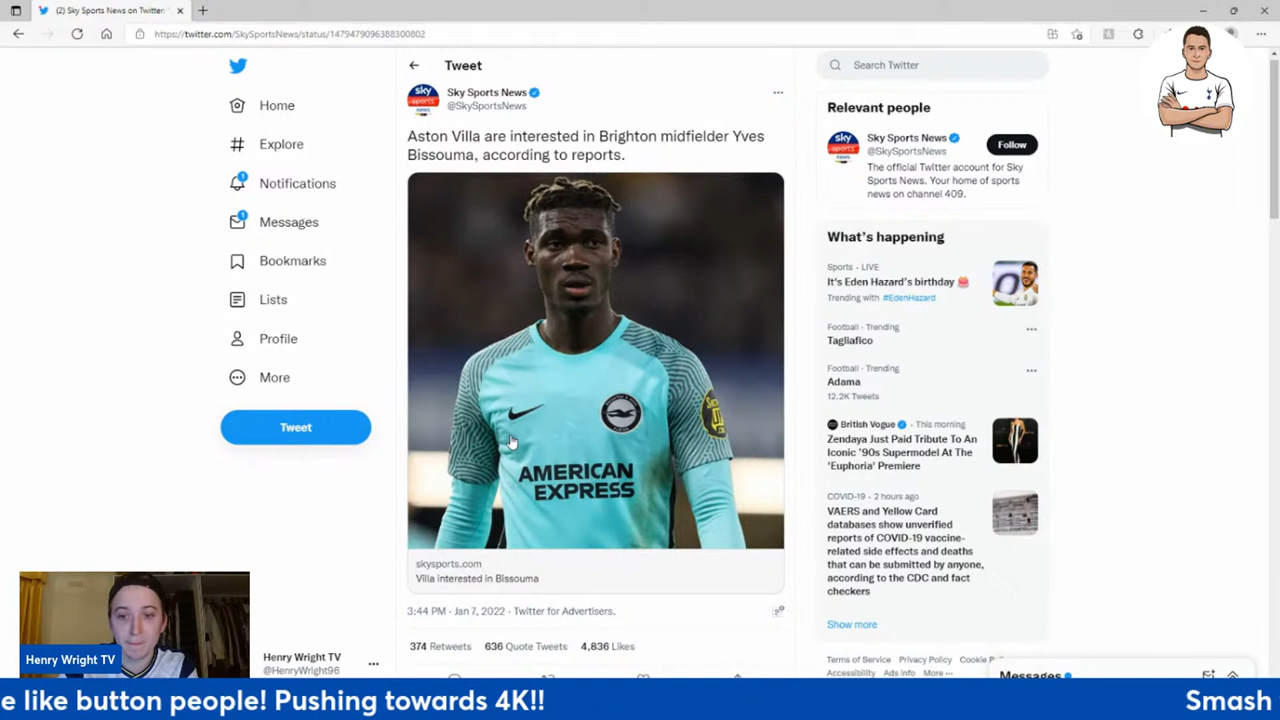 (2) Sky Sports News on Twitter:
https://twitter.com/SkySportsNews/status/1479479096388300802
Home
Explore
1
Notifications
1
Messages
Bookmarks
Lists
Profile
More
Tweet
Henry Wright TV
@HenryWright96
Tweet
sky
sports
news
Sky Sports News
@SkySportsNews
Aston Villa are interested in Brighton midfielder Yves
Bissouma, according to reports.
AMERICAN
EXPRESS
skysports.com
Villa interested in Bissouma
3:44 PM · Jan 7, 2022 · Twitter for Advertisers.
374 Retweets 636 Quote Tweets 4,836 Likes
Search Twitter
Relevant people
sky
sports
news
Sky Sports News
@SkySportsNews
Follow
The official Twitter account for Sky
Sports News. Your home of sports
news on channel 409.
What's happening
Sports · LIVE
It's Eden Hazard's birthday
Trending with #EdenHazard
Football · Trending
Tagliafico
Football · Trending
Adama
12.2K Tweets
British Vogue · This morning
Zendaya Just Paid Tribute To An
Iconic '90s Supermodel At The
'Euphoria' Premiere
COVID-19 · 2 hours ago
VAERS and Yellow Card
databases show unverified
reports of COVID-19 vaccine-
related side effects and deaths
that can be submitted by anyone,
according to the CDC and fact
checkers
Show more
Terms of Service Privacy Policy Cookie
Accessibility Ads info More
Messages
Henry Wright TV
e like button people! Pushing towards 4K!!
Smash